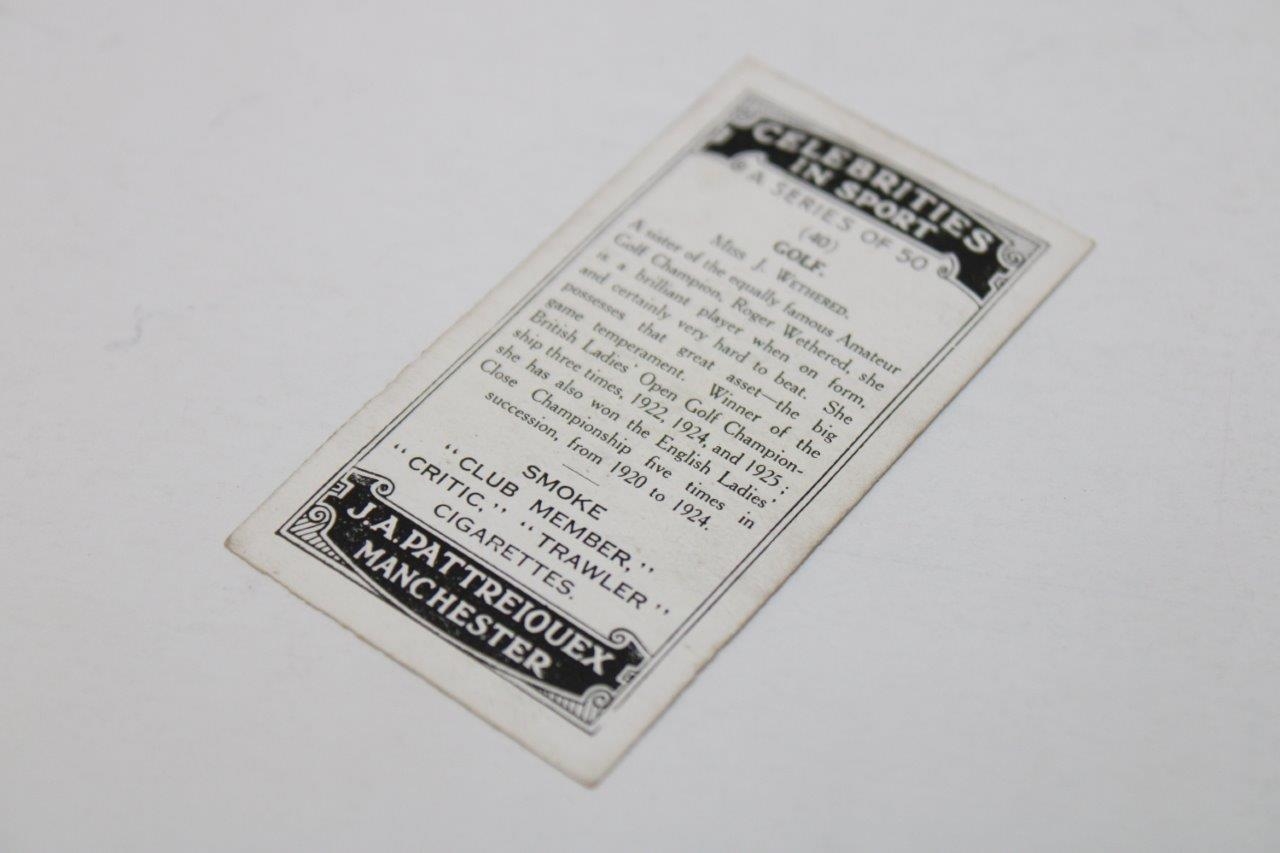 CELEBRITIES
IN SPORT
A SERIES OF 50
(40)
GOLF.
Miss J. WETHERED.
A sister of the equally famous Amateur
Golf Champion, Roger Wethered, she
is a brilliant player when on form,
and certainly very hard to beat. She
possesses that great asset—the big
game temperament. Winner of the
British Ladies' Open Golf Champion-
ship three times, 1922, 1924, and 1925;
she has also won the English Ladies'
Close Championship five times in
succession, from 1920 to 1924.
SMOKE
"CLUB MEMBER,"
"CRITIC," "TRAWLER"
CIGARETTES.
J.A.PATTREIOUEX
MANCHESTER